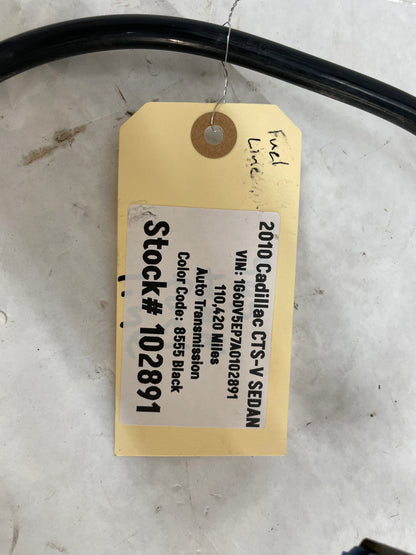 Fuel
Line
2010 Cadillac CTS-V SEDAN
VIN: 1G6DV5EP7A0102891
110,420 Miles
Auto Transmission
Color Code: 8555 Black
Stock# 102891